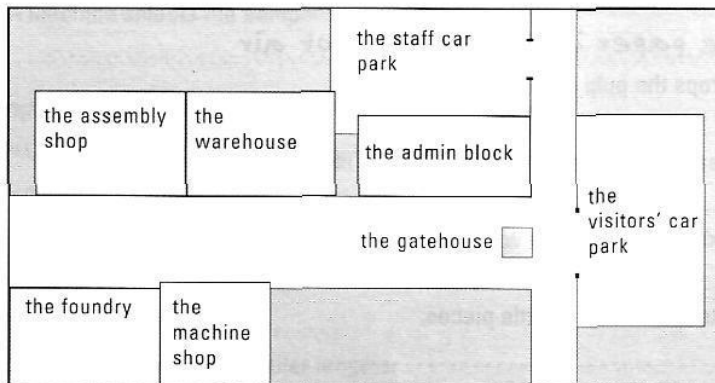 the staff car
park
the assembly
shop
the
warehouse
the admin block
the
visitors' car
park
the gatehouse
the foundry
the
machine
shop